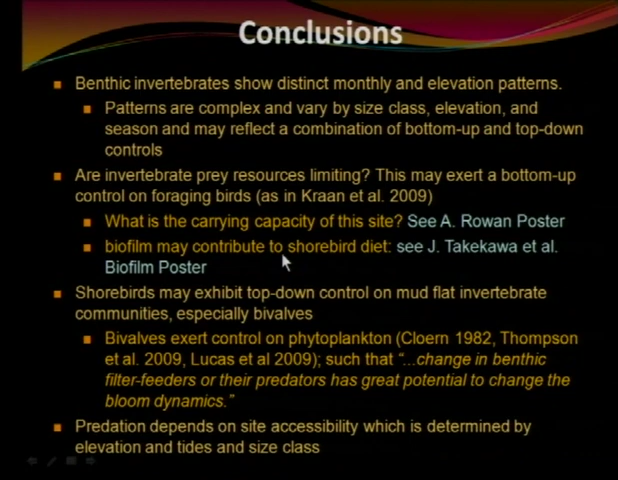 Conclusions
Benthic invertebrates show distinct monthly and elevation patterns.
Patterns are complex and vary by size class, elevation, and
season and may reflect a combination of bottom-up and top-down
controls
Are invertebrate prey resources limiting? This may exert a bottom-up
control on foraging birds (as in Kraan et al. 2009)
What is the carrying capacity of this site? See A. Rowan Poster
biofilm may contribute to shorebird diet: see J. Takekawa et al.
Biofilm Poster
Shorebirds may exhibit top-down control on mud flat invertebrate
communities, especially bivalves
Bivalves exert control on phytoplankton (Cloern 1982, Thompson
et al. 2009, Lucas et al 2009); such that “...change in benthic
filter-feeders or their predators has great potential to change the
bloom dynamics.”
Predation depends on site accessibility which is determined by
elevation and tides and size class